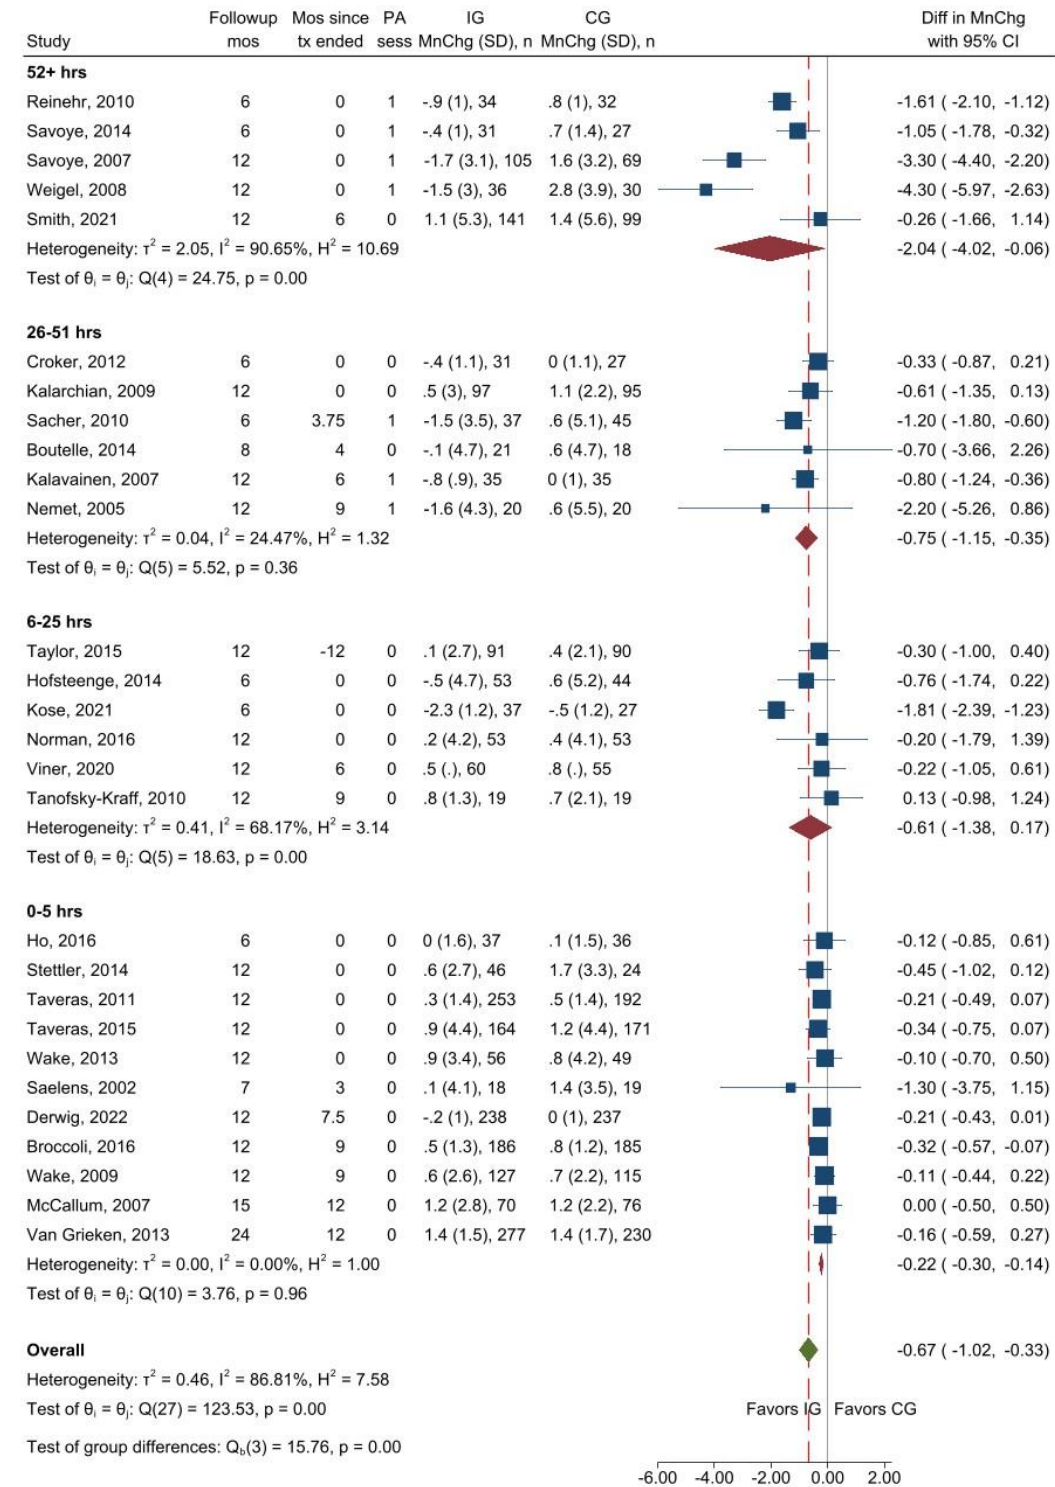 Followup Mos since PA IG CG Diff in MnChg
Study mos tx ended sess MnChg (SD), n MnChg (SD), n with 95% CI
52+ hrs
Reinehr, 2010 6 0 1 -.9 (1), 34 .8 (1), 32 -1.61 ( -2.10, -1.12)
Savoye, 2014 6 0 1 -.4 (1), 31 .7 (1.4), 27 -1.05 ( -1.78, -0.32)
Savoye, 2007 12 0 1 -1.7 (3.1), 105 1.6 (3.2), 69 -3.30 ( -4.40, -2.20)
Weigel, 2008 12 0 1 -1.5 (3), 36 2.8 (3.9), 30 -4.30 ( -5.97, -2.63)
Smith, 2021 12 6 0 1.1 (5.3), 141 1.4 (5.6), 99 -0.26 ( -1.66, 1.14)
Heterogeneity: τ² = 2.05, I² = 90.65%, H² = 10.69 -2.04 ( -4.02, -0.06)
Test of θᵢ = θⱼ: Q(4) = 24.75, p = 0.00
26-51 hrs
Croker, 2012 6 0 0 -.4 (1.1), 31 0 (1.1), 27 -0.33 ( -0.87, 0.21)
Kalarchian, 2009 12 0 0 .5 (3), 97 1.1 (2.2), 95 -0.61 ( -1.35, 0.13)
Sacher, 2010 6 3.75 1 -1.5 (3.5), 37 .6 (5.1), 45 -1.20 ( -1.80, -0.60)
Boutelle, 2014 8 4 0 -.1 (4.7), 21 .6 (4.7), 18 -0.70 ( -3.66, 2.26)
Kalavainen, 2007 12 6 1 -.8 (.9), 35 0 (1), 35 -0.80 ( -1.24, -0.36)
Nemet, 2005 12 9 1 -1.6 (4.3), 20 .6 (5.5), 20 -2.20 ( -5.26, 0.86)
Heterogeneity: τ² = 0.04, I² = 24.47%, H² = 1.32 -0.75 ( -1.15, -0.35)
Test of θᵢ = θⱼ: Q(5) = 5.52, p = 0.36
6-25 hrs
Taylor, 2015 12 -12 0 .1 (2.7), 91 .4 (2.1), 90 -0.30 ( -1.00, 0.40)
Hofsteenge, 2014 6 0 0 -.5 (4.7), 53 .6 (5.2), 44 -0.76 ( -1.74, 0.22)
Kose, 2021 6 0 0 -2.3 (1.2), 37 -.5 (1.2), 27 -1.81 ( -2.39, -1.23)
Norman, 2016 12 0 0 .2 (4.2), 53 .4 (4.1), 53 -0.20 ( -1.79, 1.39)
Viner, 2020 12 6 0 .5 (.), 60 .8 (.), 55 -0.22 ( -1.05, 0.61)
Tanofsky-Kraff, 2010 12 9 0 .8 (1.3), 19 .7 (2.1), 19 0.13 ( -0.98, 1.24)
Heterogeneity: τ² = 0.41, I² = 68.17%, H² = 3.14 -0.61 ( -1.38, 0.17)
Test of θᵢ = θⱼ: Q(5) = 18.63, p = 0.00
0-5 hrs
Ho, 2016 6 0 0 0 (1.6), 37 .1 (1.5), 36 -0.12 ( -0.85, 0.61)
Stettler, 2014 12 0 0 .6 (2.7), 46 1.7 (3.3), 24 -0.45 ( -1.02, 0.12)
Taveras, 2011 12 0 0 .3 (1.4), 253 .5 (1.4), 192 -0.21 ( -0.49, 0.07)
Taveras, 2015 12 0 0 .9 (4.4), 164 1.2 (4.4), 171 -0.34 ( -0.75, 0.07)
Wake, 2013 12 0 0 .9 (3.4), 56 .8 (4.2), 49 -0.10 ( -0.70, 0.50)
Saelens, 2002 7 3 0 .1 (4.1), 18 1.4 (3.5), 19 -1.30 ( -3.75, 1.15)
Derwig, 2022 12 7.5 0 -.2 (1), 238 0 (1), 237 -0.21 ( -0.43, 0.01)
Broccoli, 2016 12 9 0 .5 (1.3), 186 .8 (1.2), 185 -0.32 ( -0.57, -0.07)
Wake, 2009 12 9 0 .6 (2.6), 127 .7 (2.2), 115 -0.11 ( -0.44, 0.22)
McCallum, 2007 15 12 0 1.2 (2.8), 70 1.2 (2.2), 76 0.00 ( -0.50, 0.50)
Van Grieken, 2013 24 12 0 1.4 (1.5), 277 1.4 (1.7), 230 -0.16 ( -0.59, 0.27)
Heterogeneity: τ² = 0.00, I² = 0.00%, H² = 1.00 -0.22 ( -0.30, -0.14)
Test of θᵢ = θⱼ: Q(10) = 3.76, p = 0.96
Overall -0.67 ( -1.02, -0.33)
Heterogeneity: τ² = 0.46, I² = 86.81%, H² = 7.58
Test of θᵢ = θⱼ: Q(27) = 123.53, p = 0.00 Favors IG Favors CG
Test of group differences: Q_b(3) = 15.76, p = 0.00
-6.00 -4.00 -2.00 0.00 2.00